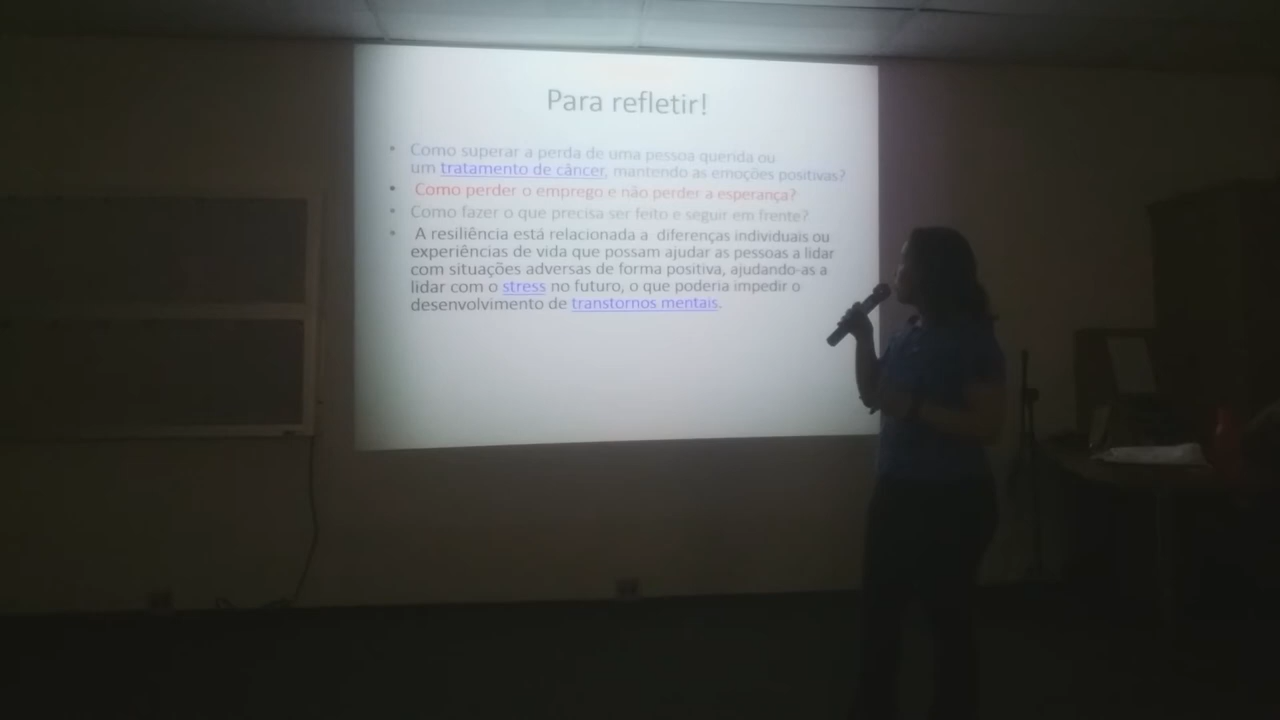 Para refletir!
• Como superar a perda de uma pessoa querida ou
um tratamento de câncer, mantendo as emoções positivas?
• Como perder o emprego e não perder a esperança?
• Como fazer o que precisa ser feito e seguir em frente?
• A resiliência está relacionada a diferenças individuais ou
experiências de vida que possam ajudar as pessoas a lidar
com situações adversas de forma positiva, ajudando-as a
lidar com o stress no futuro, o que poderia impedir o
desenvolvimento de transtornos mentais.